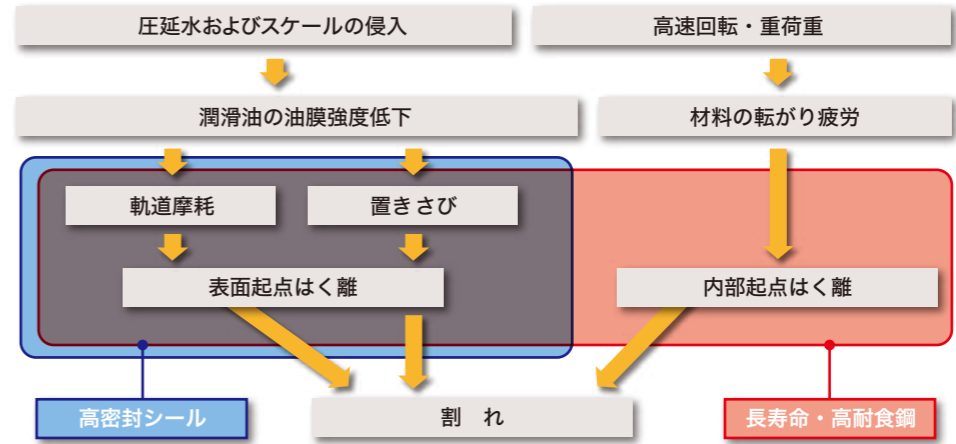 圧延水およびスケールの侵入
高速回転・重荷重
潤滑油の油膜強度低下
材料の転がり疲労
軌道摩耗
置きさび
表面起点はく離
内部起点はく離
高密封シール
割　れ
長寿命・高耐食鋼